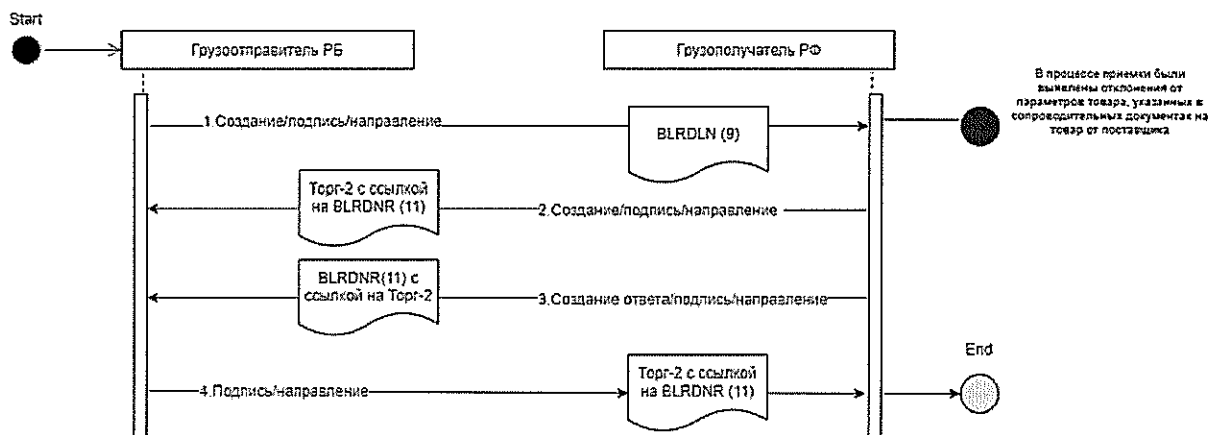 Start
Грузоотправитель РБ
Грузополучатель РФ
В процессе приемки были
выявлены отклонения от
параметров товара, указанных в
сопроводительных документах на
товар от поставщика
1.Создание/подпись/направление
BLRDLN (9)
Торг-2 с ссылкой
на BLRDNR (11)
2.Создание/подпись/направление
BLRDNR(11) с
ссылкой на Торг-2
3.Создание ответа/подпись/направление
End
4.Подпись/направление
Торг-2 с ссылкой
на BLRDNR (11)